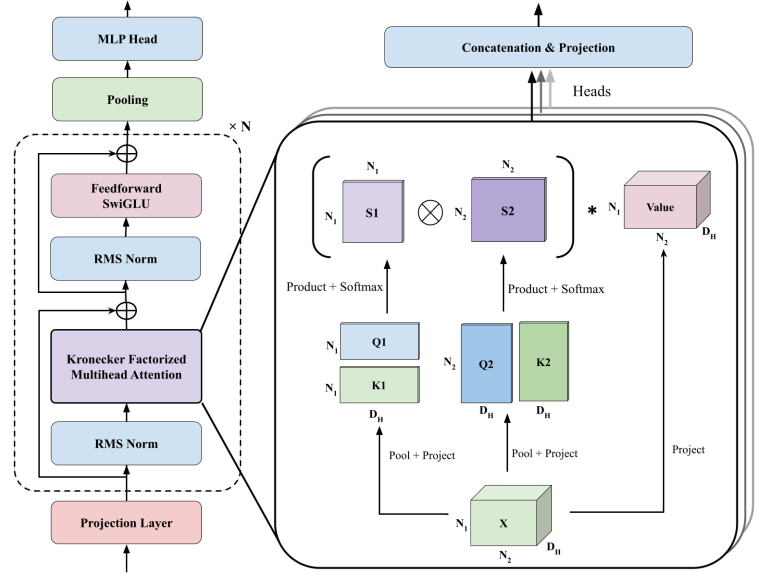 MLP Head
Pooling
× N
Feedforward
SwiGLU
RMS Norm
Kronecker Factorized
Multihead Attention
RMS Norm
Projection Layer
Concatenation & Projection
Heads
N1
N1
S1
N2
N2
S2
*
N1
Value
N2
DH
Product + Softmax
Product + Softmax
N1
Q1
N1
K1
DH
N2
Q2
DH
K2
DH
Pool + Project
Pool + Project
Project
N1
X
N2
DH